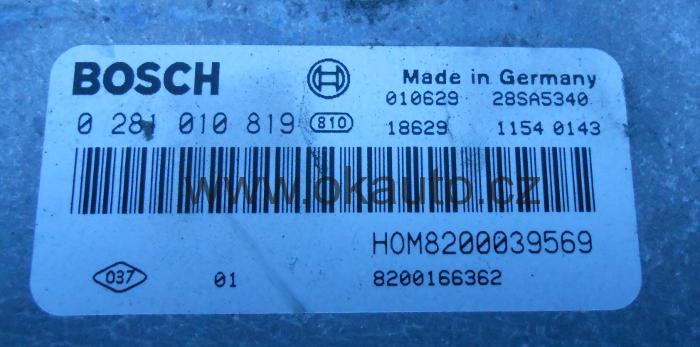 BOSCH
Made in Germany
010629 28SA5340
0 281 010 819 810
18629 1154 0143
www.okauto.cz
HOM8200039569
037 01 8200166362